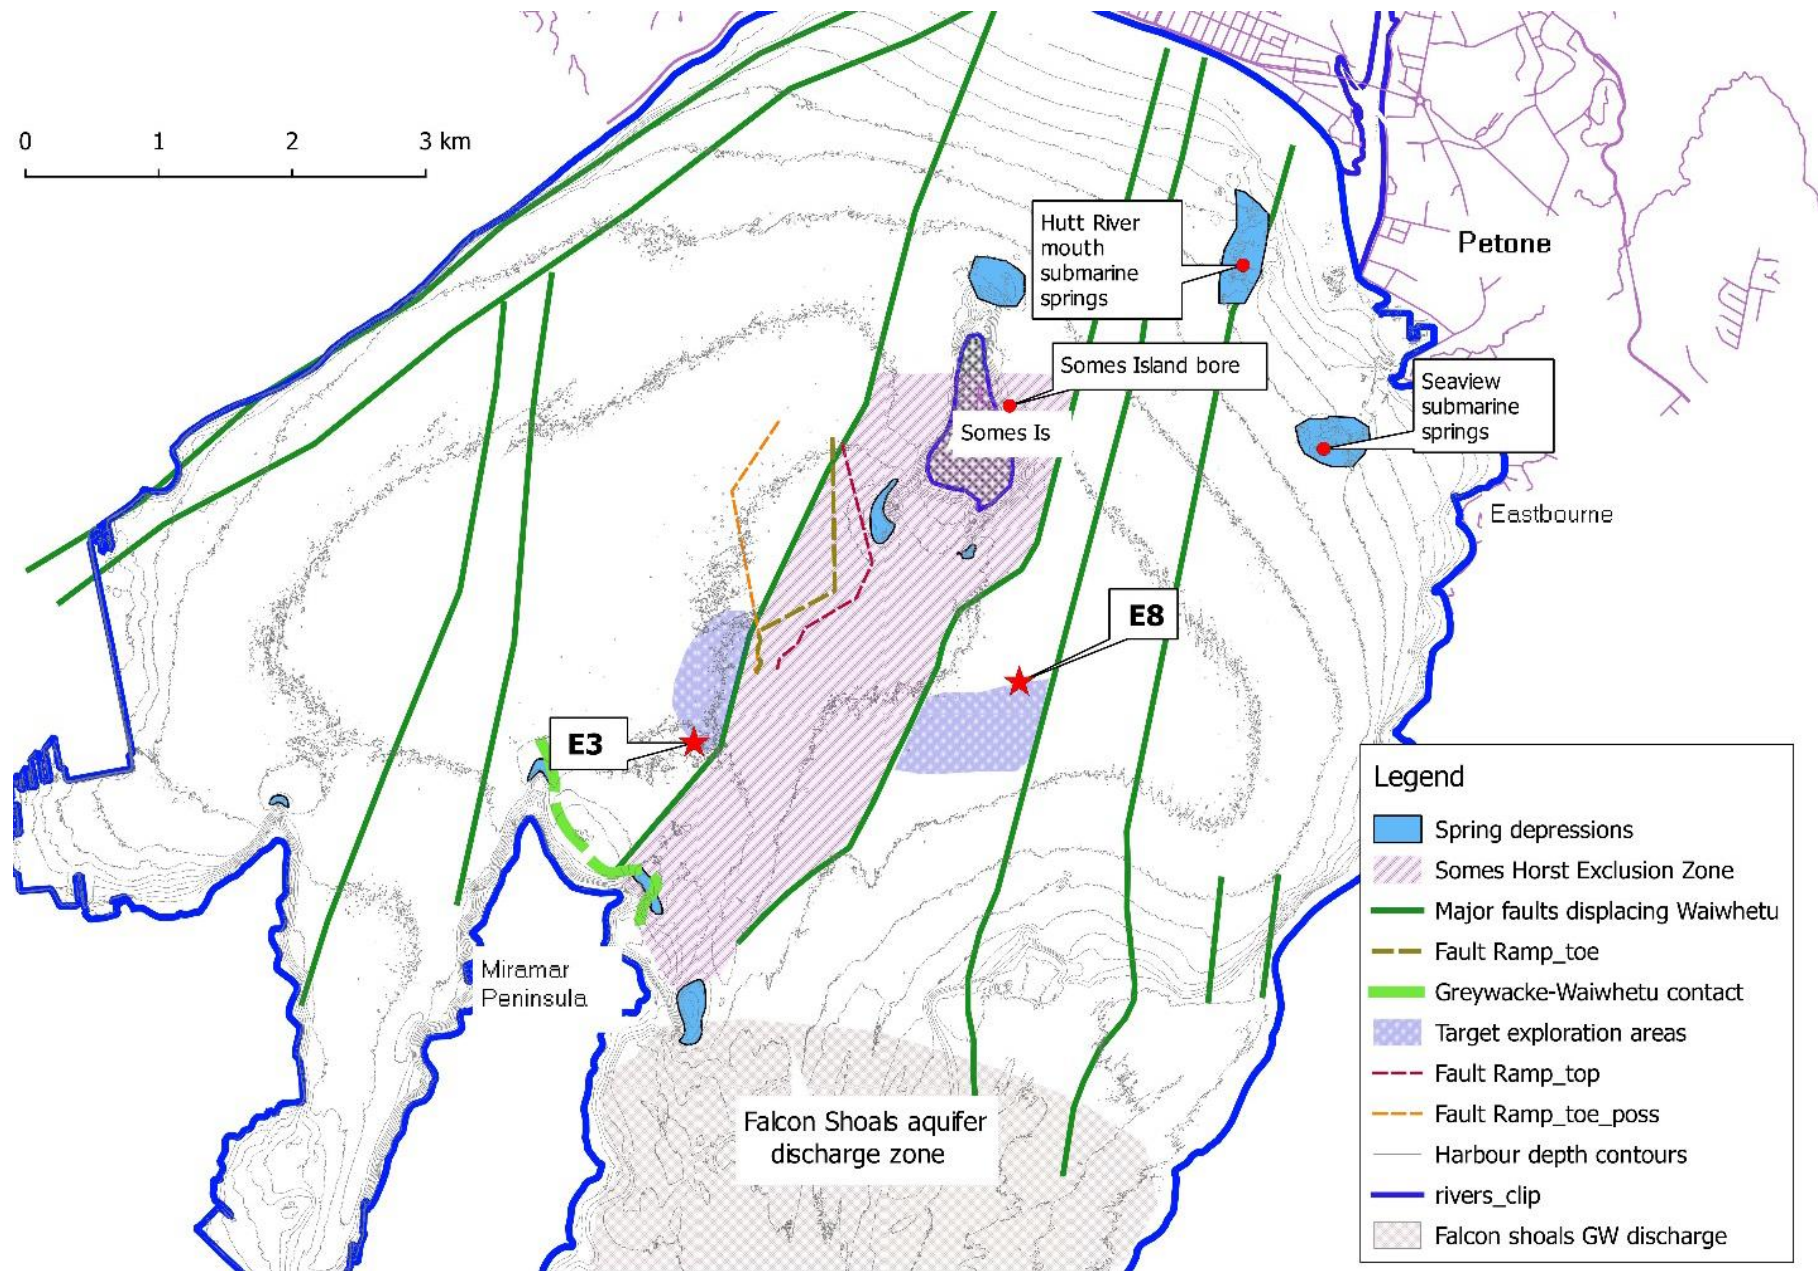 0 1 2 3 km
Hutt River
mouth
submarine
springs
Petone
Somes Island bore
Seaview
submarine
springs
Somes Is
Eastbourne
E8
E3
Miramar
Peninsula
Falcon Shoals aquifer
discharge zone
Legend
Spring depressions
Somes Horst Exclusion Zone
Major faults displacing Waiwhetu
Fault Ramp_toe
Greywacke-Waiwhetu contact
Target exploration areas
Fault Ramp_top
Fault Ramp_toe_poss
Harbour depth contours
rivers_clip
Falcon shoals GW discharge